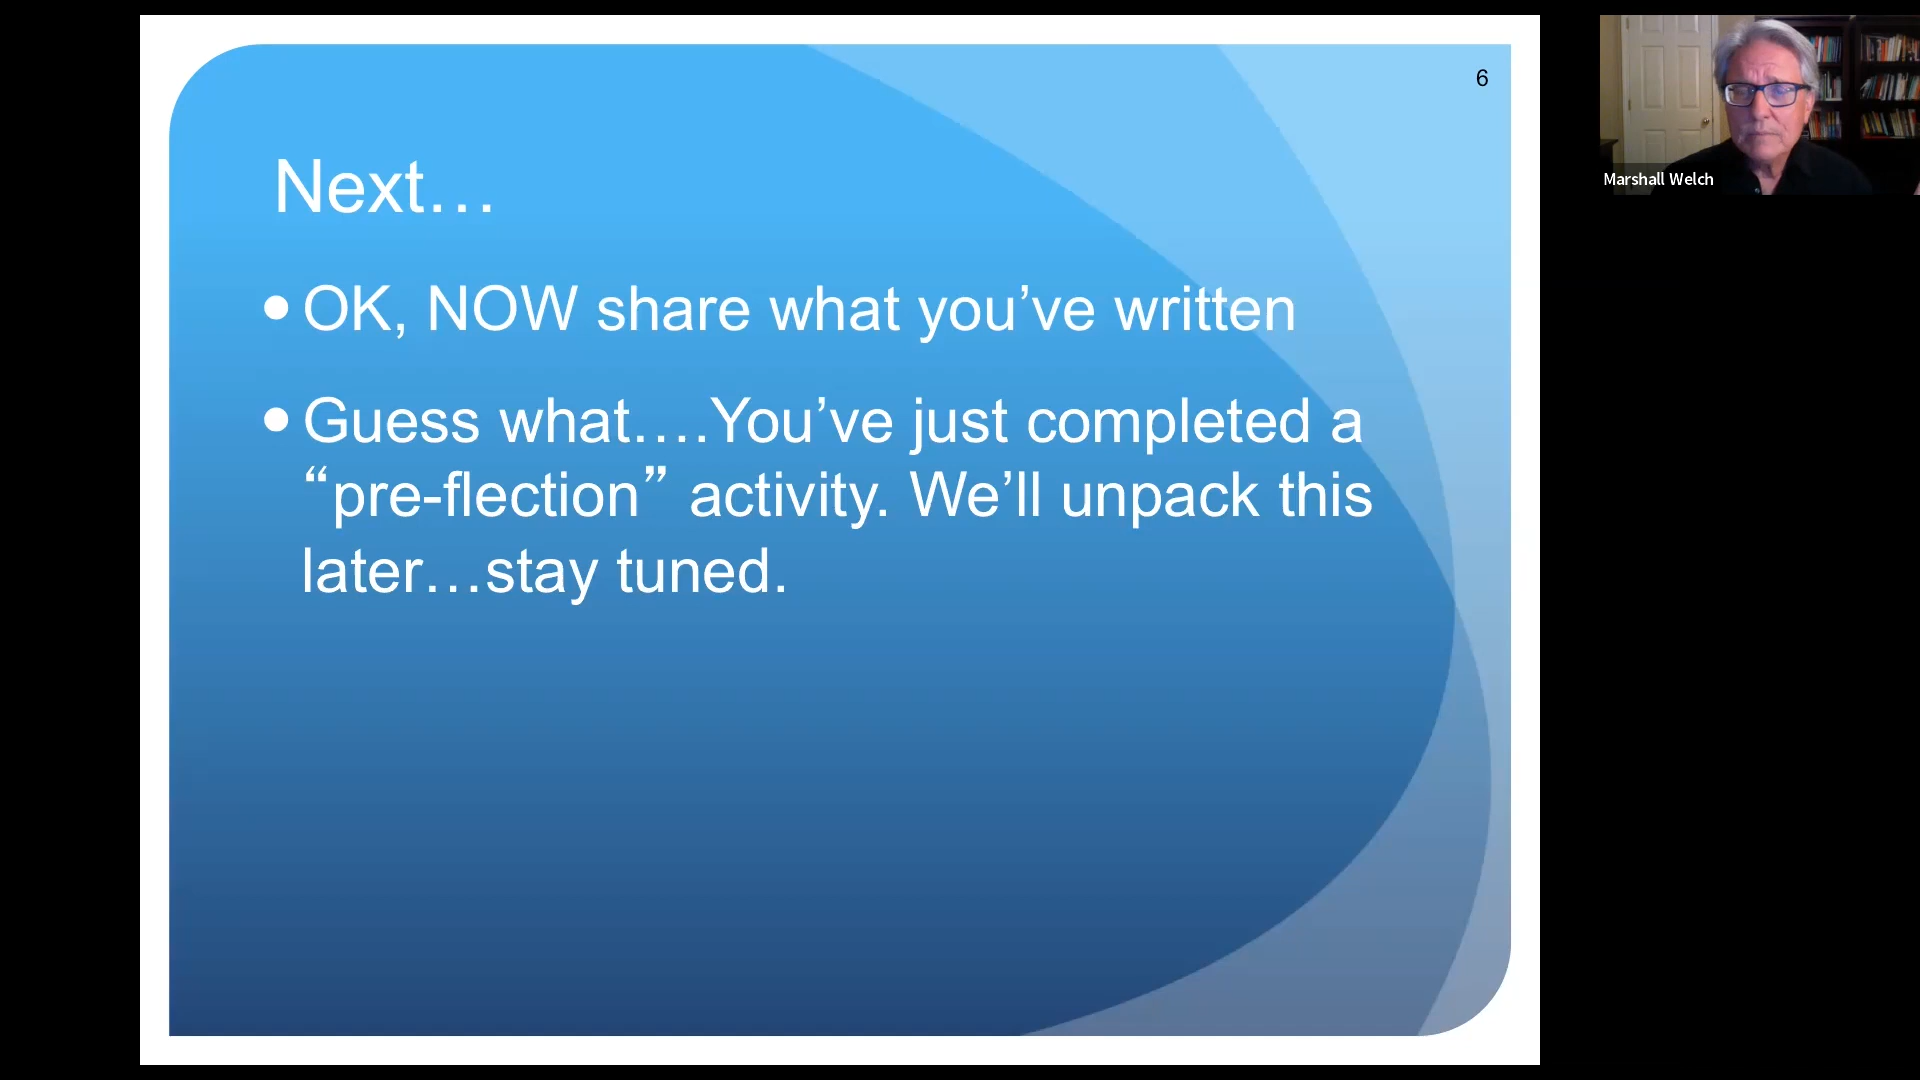 6
Next…
• OK, NOW share what you’ve written
• Guess what….You’ve just completed a
“pre-flection” activity. We’ll unpack this
later…stay tuned.
Marshall Welch